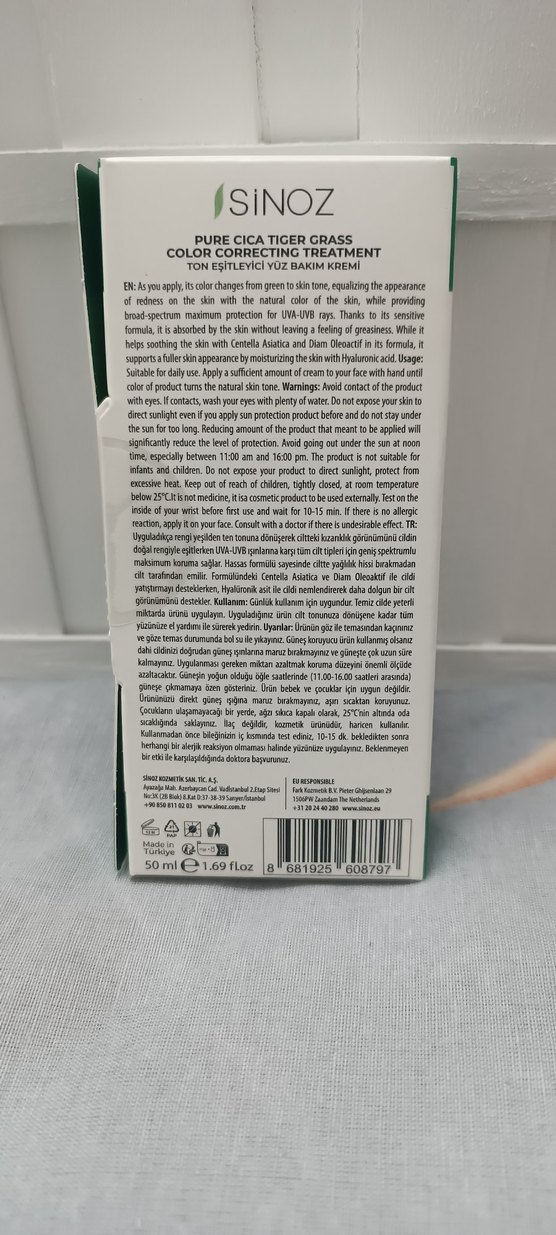 SiNOZ
PURE CICA TIGER GRASS
COLOR CORRECTING TREATMENT
TON EŞİTLEYİCİ YÜZ BAKIM KREMİ
EN: As you apply, its color changes from green to skin tone, equalizing the appearance
of redness on the skin with the natural color of the skin, while providing
broad-spectrum maximum protection for UVA-UVB rays. Thanks to its sensitive
formula, it is absorbed by the skin without leaving a feeling of greasiness. While it
helps soothing the skin with Centella Asiatica and Diam Oleoactif in its formula, it
supports a fuller skin appearance by moisturizing the skin with Hyaluronic acid. Usage:
Suitable for daily use. Apply a sufficient amount of cream to your face with hand until
color of product turns the natural skin tone. Warnings: Avoid contact of the product
with eyes. If contacts, wash your eyes with plenty of water. Do not expose your skin to
direct sunlight even if you apply sun protection product before and do not stay under
the sun for too long. Reducing amount of the product that meant to be applied will
significantly reduce the level of protection. Avoid going out under the sun at noon
time, especially between 11:00 am and 16:00 pm. The product is not suitable for
infants and children. Do not expose your product to direct sunlight, protect from
excessive heat. Keep out of reach of children, tightly closed, at room temperature
below 25°C.It is not medicine, it isa cosmetic product to be used externally. Test on the
inside of your wrist before first use and wait for 10-15 min. If there is no allergic
reaction, apply it on your face. Consult with a doctor if there is undesirable effect. TR:
Uyguladıkça rengi yeşilden ten tonuna dönüşerek ciltteki kızarıklık görünümünü cildin
doğal rengiyle eşitlerken UVA-UVB ışınlarına karşı tüm cilt tipleri için geniş spektrumlu
maksimum koruma sağlar. Hassas formülü sayesinde ciltte yağlılık hissi bırakmadan
cilt tarafından emilir. Formülündeki Centella Asiatica ve Diam Oleoaktif ile cildi
yatıştırmayı desteklerken, Hyalüronik asit ile cildi nemlendirerek daha dolgun bir cilt
görünümünü destekler. Kullanım: Günlük kullanım için uygundur. Temiz cilde yeterli
miktarda ürünü uygulayın. Uyguladığınız ürün cilt tonunuza dönüşene kadar tüm
yüzünüze el yardımı ile sürerek yedirin. Uyarılar: Ürünün göz ile temasından kaçınınız
ve göze temas durumunda bol su ile yıkayınız. Güneş koruyucu ürün kullanmış olsanız
dahi cildinizi doğrudan güneş ışınlarına maruz bırakmayınız ve güneşte çok uzun süre
kalmayınız. Uygulanması gereken miktarı azaltmak koruma düzeyini önemli ölçüde
azaltacaktır. Güneşin yoğun olduğu öğle saatlerinde (11.00-16.00 saatleri arasında)
güneşe çıkmamaya özen gösteriniz. Ürün bebek ve çocuklar için uygun değildir.
Ürününüzü direkt güneş ışığına maruz bırakmayınız, aşırı sıcaktan koruyunuz.
Çocukların ulaşamayacağı bir yerde, ağzı sıkıca kapalı olarak, 25°C'nin altında oda
sıcaklığında saklayınız. İlaç değildir, kozmetik üründür, haricen kullanılır.
Kullanmadan önce bileğinizin iç kısmında test ediniz, 10-15 dk. bekledikten sonra
herhangi bir alerjik reaksiyon olmaması halinde yüzünüze uygulayınız. Beklenmeyen
bir etki ile karşılaşıldığında doktora başvurunuz.
SİNOZ KOZMETİK SAN. TİC. A.Ş.
Ayazağa Mah. Azerbaycan Cad. Vadistanbul 2.Etap Sitesi
No:3K (2B Blok) 8.Kat D:37-38-39 Sarıyer/İstanbul
+90 850 811 02 03 www.sinoz.com.tr
EU RESPONSIBLE
Fark Kozmetik B.V. Pieter Ghijsenlaan 29
1506PW Zaandam The Netherlands
+31 20 24 40 280 www.sinoz.eu
12 M
21
PAP
Made in
Türkiye
50 ml e 1.69 fl.oz
8 681925 608797